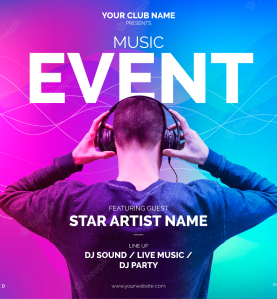 YOUR CLUB NAME
PRESENTS
MUSIC
EVENT
FEATURING GUEST
STAR ARTIST NAME
LINE UP
DJ SOUND / LIVE MUSIC /
DJ PARTY
www.yourwebsite.com